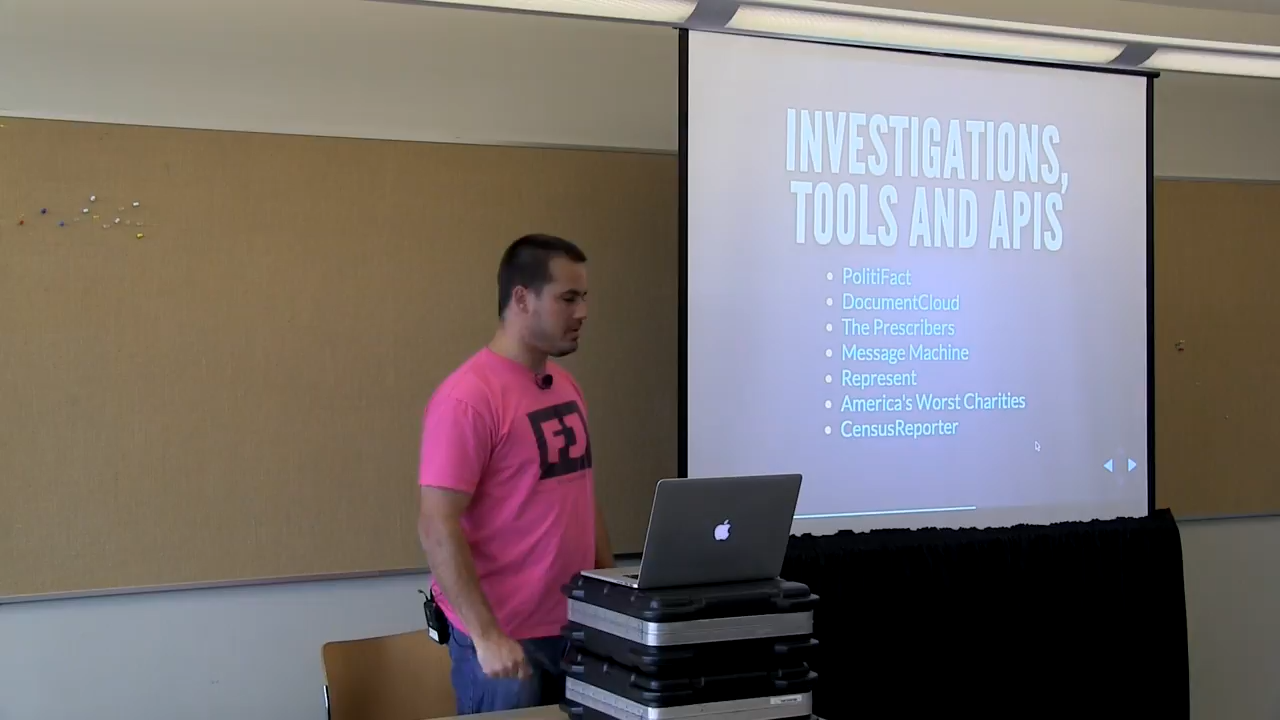 INVESTIGATIONS,
TOOLS AND APIS
PolitiFact
DocumentCloud
The Prescribers
Message Machine
Represent
America's Worst Charities
CensusReporter